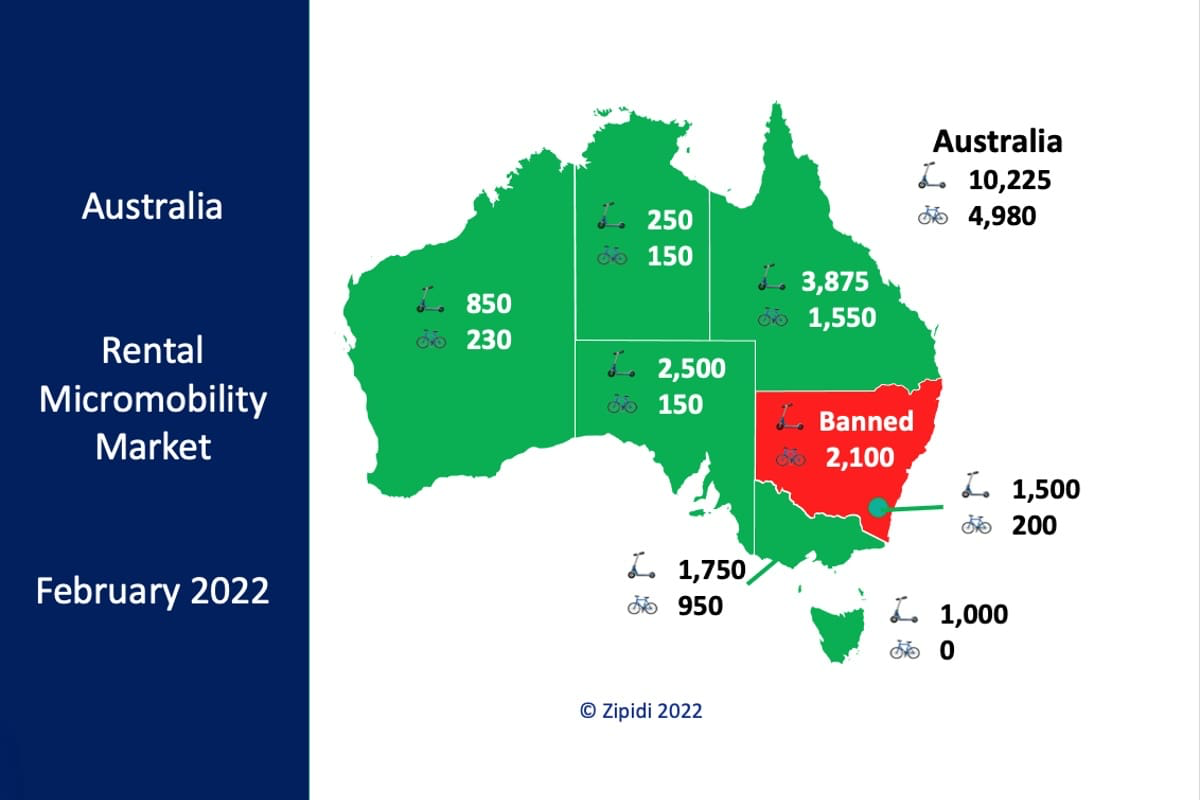 Australia
Rental
Micromobility
Market
February 2022
Australia
10,225
4,980
250
150
3,875
1,550
850
230
2,500
150
Banned
2,100
1,500
200
1,750
950
1,000
0
© Zipidi 2022